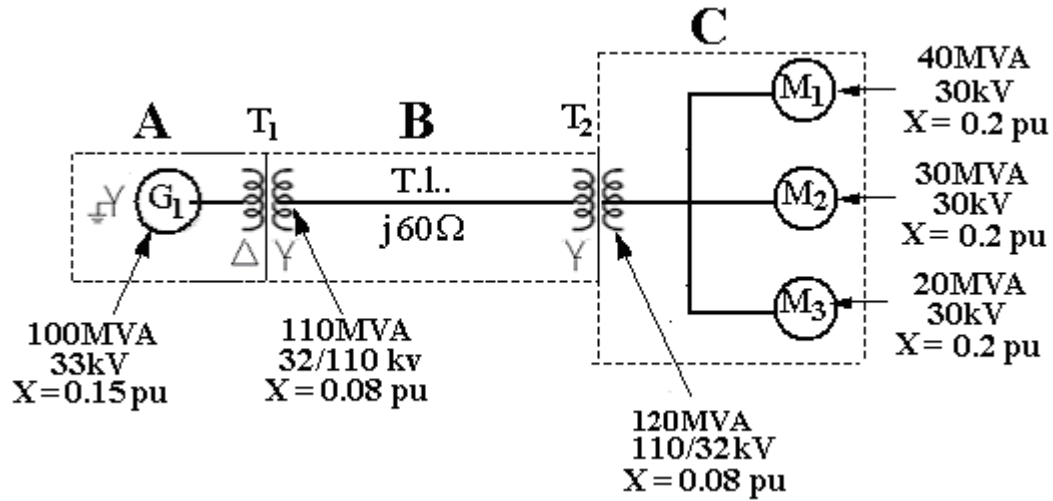 C
A
T1
B
T2
G1
T.l..
j60Ω
Y
Δ
Y
Y
M1
M2
M3
40MVA
30kV
X = 0.2 pu
30MVA
30kV
X = 0.2 pu
20MVA
30kV
X = 0.2 pu
100MVA
33kV
X = 0.15 pu
110MVA
32/110 kv
X = 0.08 pu
120MVA
110/32kV
X = 0.08 pu